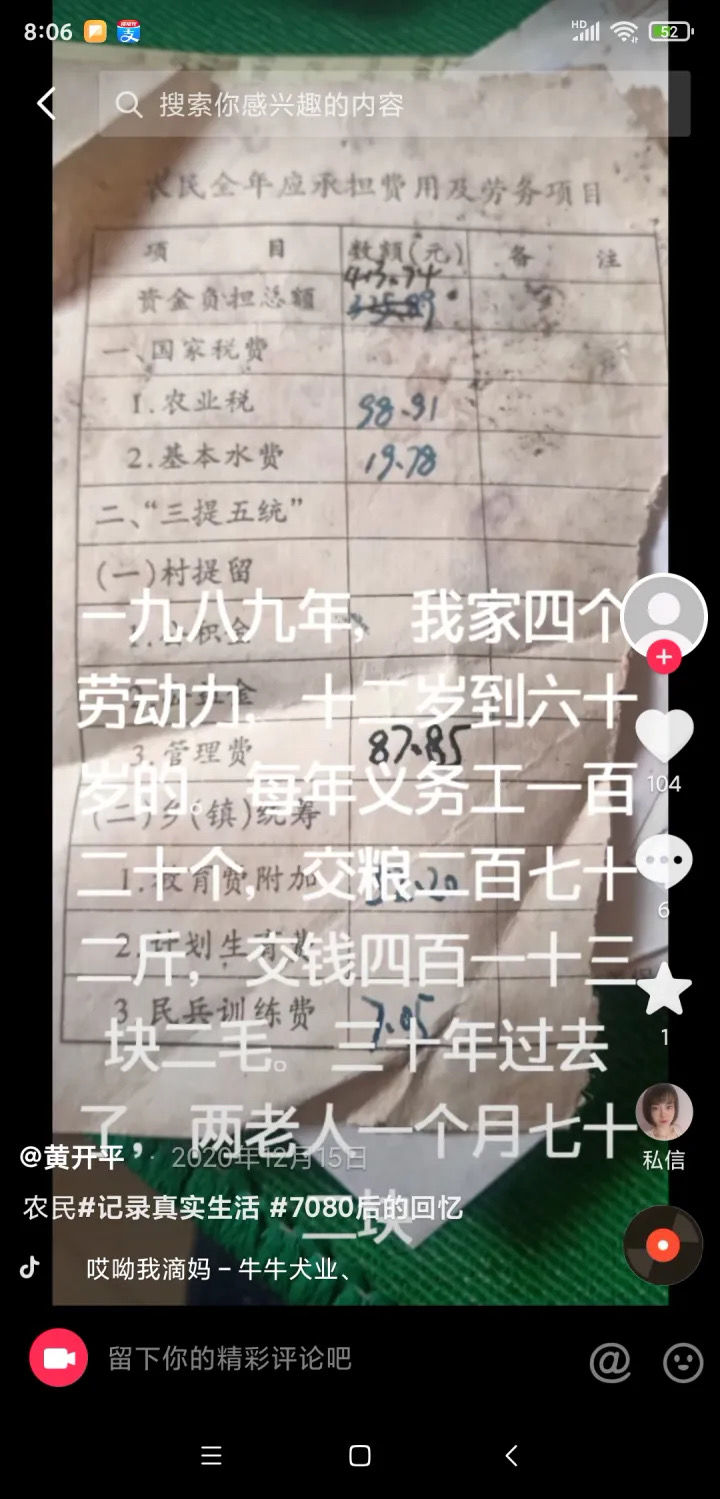 8:06
HD
52
搜索你感兴趣的内容
农民全年应承担费用及劳务项目
项 目 数额(元) 备 注
资金负担总额 413.74
一、国家税费
1.农业税 98.91
2.基本水费 19.78
二、“三提五统”
(一)村提留
1.公积金
金
3.管理费 87.85
(二)乡(镇)统筹
1.教育费附加
2.计划生育费
3.民兵训练费 7.05
一九八九年, 我家四个
劳动力, 十二岁到六十
岁的。每年义务工一百
二十个, 交粮二百七十
二斤, 交钱四百一十三
块二毛。三十年过去
了, 两老人一个月七十
二块
104
6
1
私信
@黄开平 · 2020年12月15日
农民#记录真实生活 #7080后的回忆
哎呦我滴妈 – 牛牛犬业、
留下你的精彩评论吧